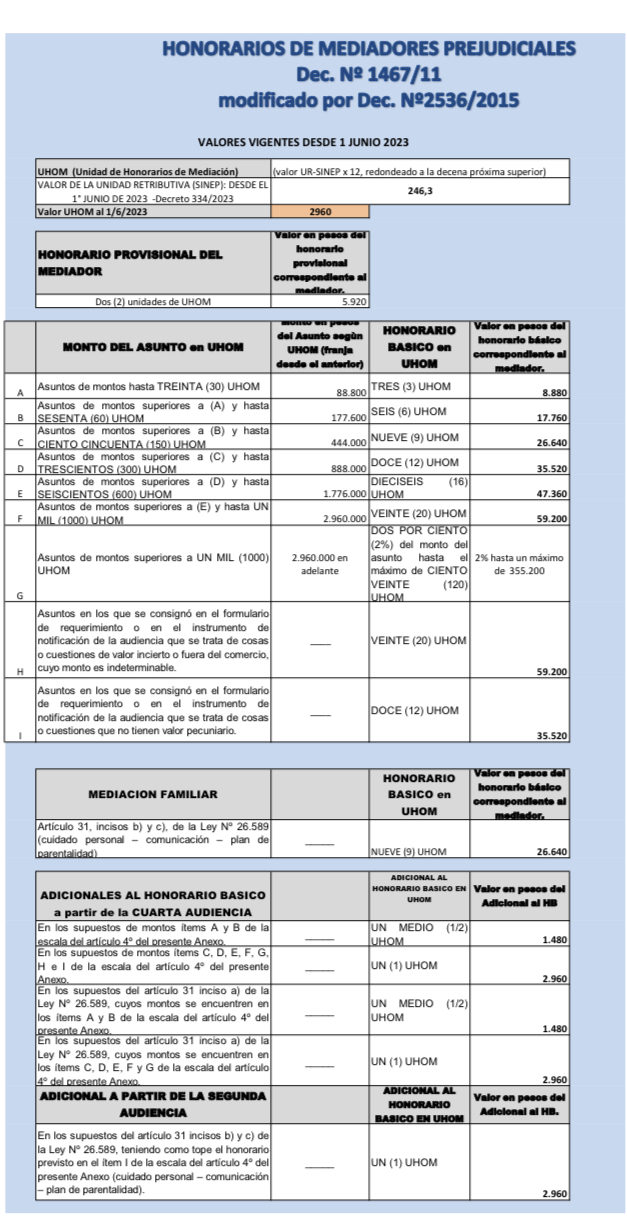 HONORARIOS DE MEDIADORES PREJUDICIALES
Dec. Nº 1467/11
modificado por Dec. Nº2536/2015
VALORES VIGENTES DESDE 1 JUNIO 2023
UHOM (Unidad de Honorarios de Mediación) (valor UR-SINEP x 12, redondeado a la decena próxima superior)
VALOR DE LA UNIDAD RETRIBUTIVA (SINEP): DESDE EL
1° JUNIO DE 2023 -Decreto 334/2023
246,3
Valor UHOM al 1/6/2023 2960
HONORARIO PROVISIONAL DEL
MEDIADOR
Valor en pesos del
honorario
provisional
correspondiente al
mediador.
Dos (2) unidades de UHOM 5.920
MONTO DEL ASUNTO en UHOM
Monto en pesos
del Asunto según
UHOM (franja
desde el anterior)
HONORARIO
BASICO en
UHOM
Valor en pesos del
honorario básico
correspondiente al
mediador.
A Asuntos de montos hasta TREINTA (30) UHOM 88.800 TRES (3) UHOM 8.880
B Asuntos de montos superiores a (A) y hasta
SESENTA (60) UHOM 177.600 SEIS (6) UHOM 17.760
C Asuntos de montos superiores a (B) y hasta
CIENTO CINCUENTA (150) UHOM 444.000 NUEVE (9) UHOM 26.640
D Asuntos de montos superiores a (C) y hasta
TRESCIENTOS (300) UHOM 888.000 DOCE (12) UHOM 35.520
E Asuntos de montos superiores a (D) y hasta
SEISCIENTOS (600) UHOM 1.776.000 DIECISEIS (16)
UHOM 47.360
F Asuntos de montos superiores a (E) y hasta UN
MIL (1000) UHOM 2.960.000 VEINTE (20) UHOM 59.200
G Asuntos de montos superiores a UN MIL (1000)
UHOM
2.960.000 en
adelante
DOS POR CIENTO
(2%) del monto del
asunto hasta el
máximo de CIENTO
VEINTE (120)
UHOM
2% hasta un máximo
de 355.200
H Asuntos en los que se consignó en el formulario
de requerimiento o en el instrumento de
notificación de la audiencia que se trata de cosas
o cuestiones de valor incierto o fuera del comercio,
cuyo monto es indeterminable.
VEINTE (20) UHOM 59.200
I Asuntos en los que se consignó en el formulario
de requerimiento o en el instrumento de
notificación de la audiencia que se trata de cosas
o cuestiones que no tienen valor pecuniario.
DOCE (12) UHOM 35.520
MEDIACION FAMILIAR
HONORARIO
BASICO en
UHOM
Valor en pesos del
honorario básico
correspondiente al
mediador.
Artículo 31, incisos b) y c), de la Ley Nº 26.589
(cuidado personal – comunicación – plan de
parentalidad)
NUEVE (9) UHOM 26.640
ADICIONALES AL HONORARIO BASICO
a partir de la CUARTA AUDIENCIA
ADICIONAL AL
HONORARIO BASICO EN
UHOM
Valor en pesos del
Adicional al HB
En los supuestos de montos ítems A y B de la
escala del artículo 4º del presente Anexo.
UN MEDIO (1/2)
UHOM 1.480
En los supuestos de montos ítems C, D, E, F, G,
H e I de la escala del artículo 4º del presente
Anexo.
UN (1) UHOM 2.960
En los supuestos del artículo 31 inciso a) de la
Ley Nº 26.589, cuyos montos se encuentren en
los ítems A y B de la escala del artículo 4º del
presente Anexo.
UN MEDIO (1/2)
UHOM 1.480
En los supuestos del artículo 31 inciso a) de la
Ley Nº 26.589, cuyos montos se encuentren en
los ítems C, D, E, F y G de la escala del artículo
4º del presente Anexo.
UN (1) UHOM 2.960
ADICIONAL A PARTIR DE LA SEGUNDA
AUDIENCIA
ADICIONAL AL
HONORARIO
BASICO EN UHOM
Valor en pesos del
Adicional al HB.
En los supuestos del artículo 31 incisos b) y c) de
la Ley Nº 26.589, teniendo como tope el honorario
previsto en el ítem I de la escala del artículo 4º del
presente Anexo (cuidado personal – comunicación
– plan de parentalidad).
UN (1) UHOM 2.960